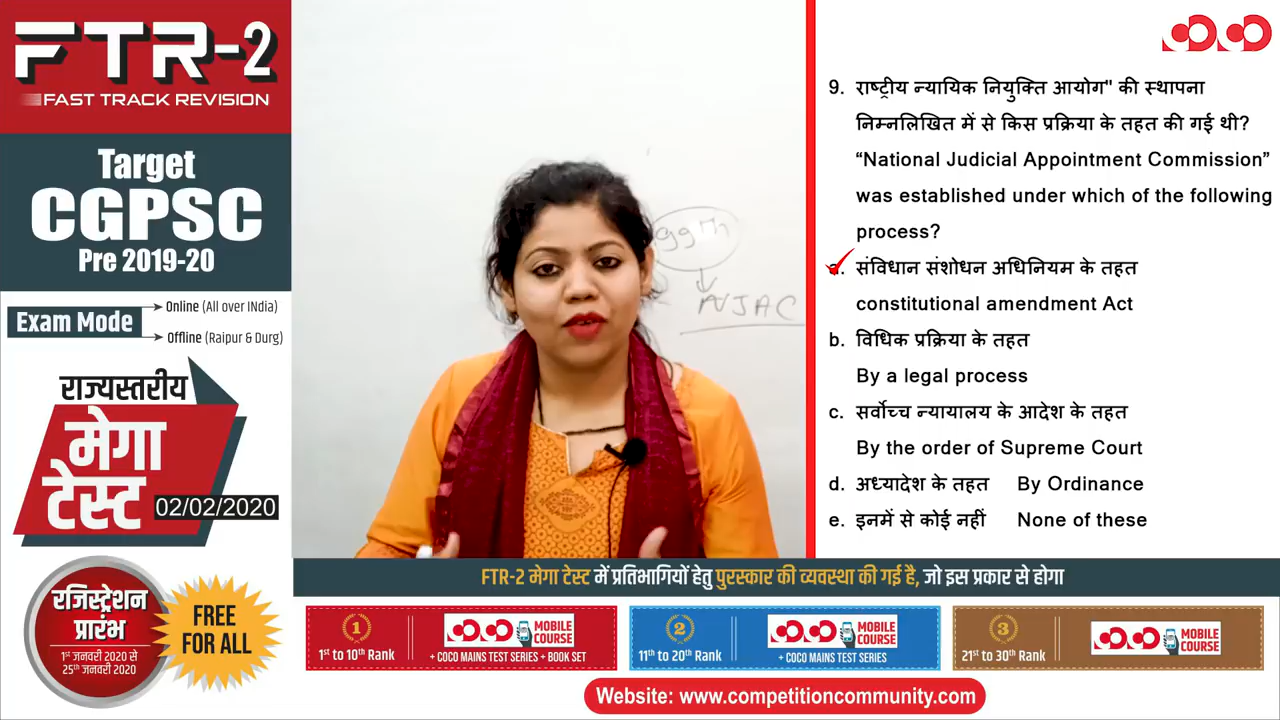 FTR-2
FAST TRACK REVISION
Target
CGPSC
Pre 2019-20
Exam Mode
Online (All over INdia)
Offline (Raipur & Durg)
राज्यस्तरीय
मेगा
टेस्ट
02/02/2020
रजिस्ट्रेशन
प्रारंभ
1st जनवरी 2020 से
25th जनवरी 2020
FREE
FOR ALL
99th
NJAC
COCO
9. राष्ट्रीय न्यायिक नियुक्ति आयोग" की स्थापना
निम्नलिखित में से किस प्रक्रिया के तहत की गई थी?
“National Judicial Appointment Commission”
was established under which of the following
process?
a. संविधान संशोधन अधिनियम के तहत
constitutional amendment Act
b. विधिक प्रक्रिया के तहत
By a legal process
c. सर्वोच्च न्यायालय के आदेश के तहत
By the order of Supreme Court
d. अध्यादेश के तहत By Ordinance
e. इनमें से कोई नहीं None of these
FTR-2 मेगा टेस्ट में प्रतिभागियों हेतु पुरस्कार की व्यवस्था की गई है, जो इस प्रकार से होगा
1
1st to 10th Rank
COCO MOBILE COURSE
+ COCO MAINS TEST SERIES + BOOK SET
2
11th to 20th Rank
COCO MOBILE COURSE
+ COCO MAINS TEST SERIES
3
21st to 30th Rank
COCO MOBILE COURSE
Website: www.competitioncommunity.com